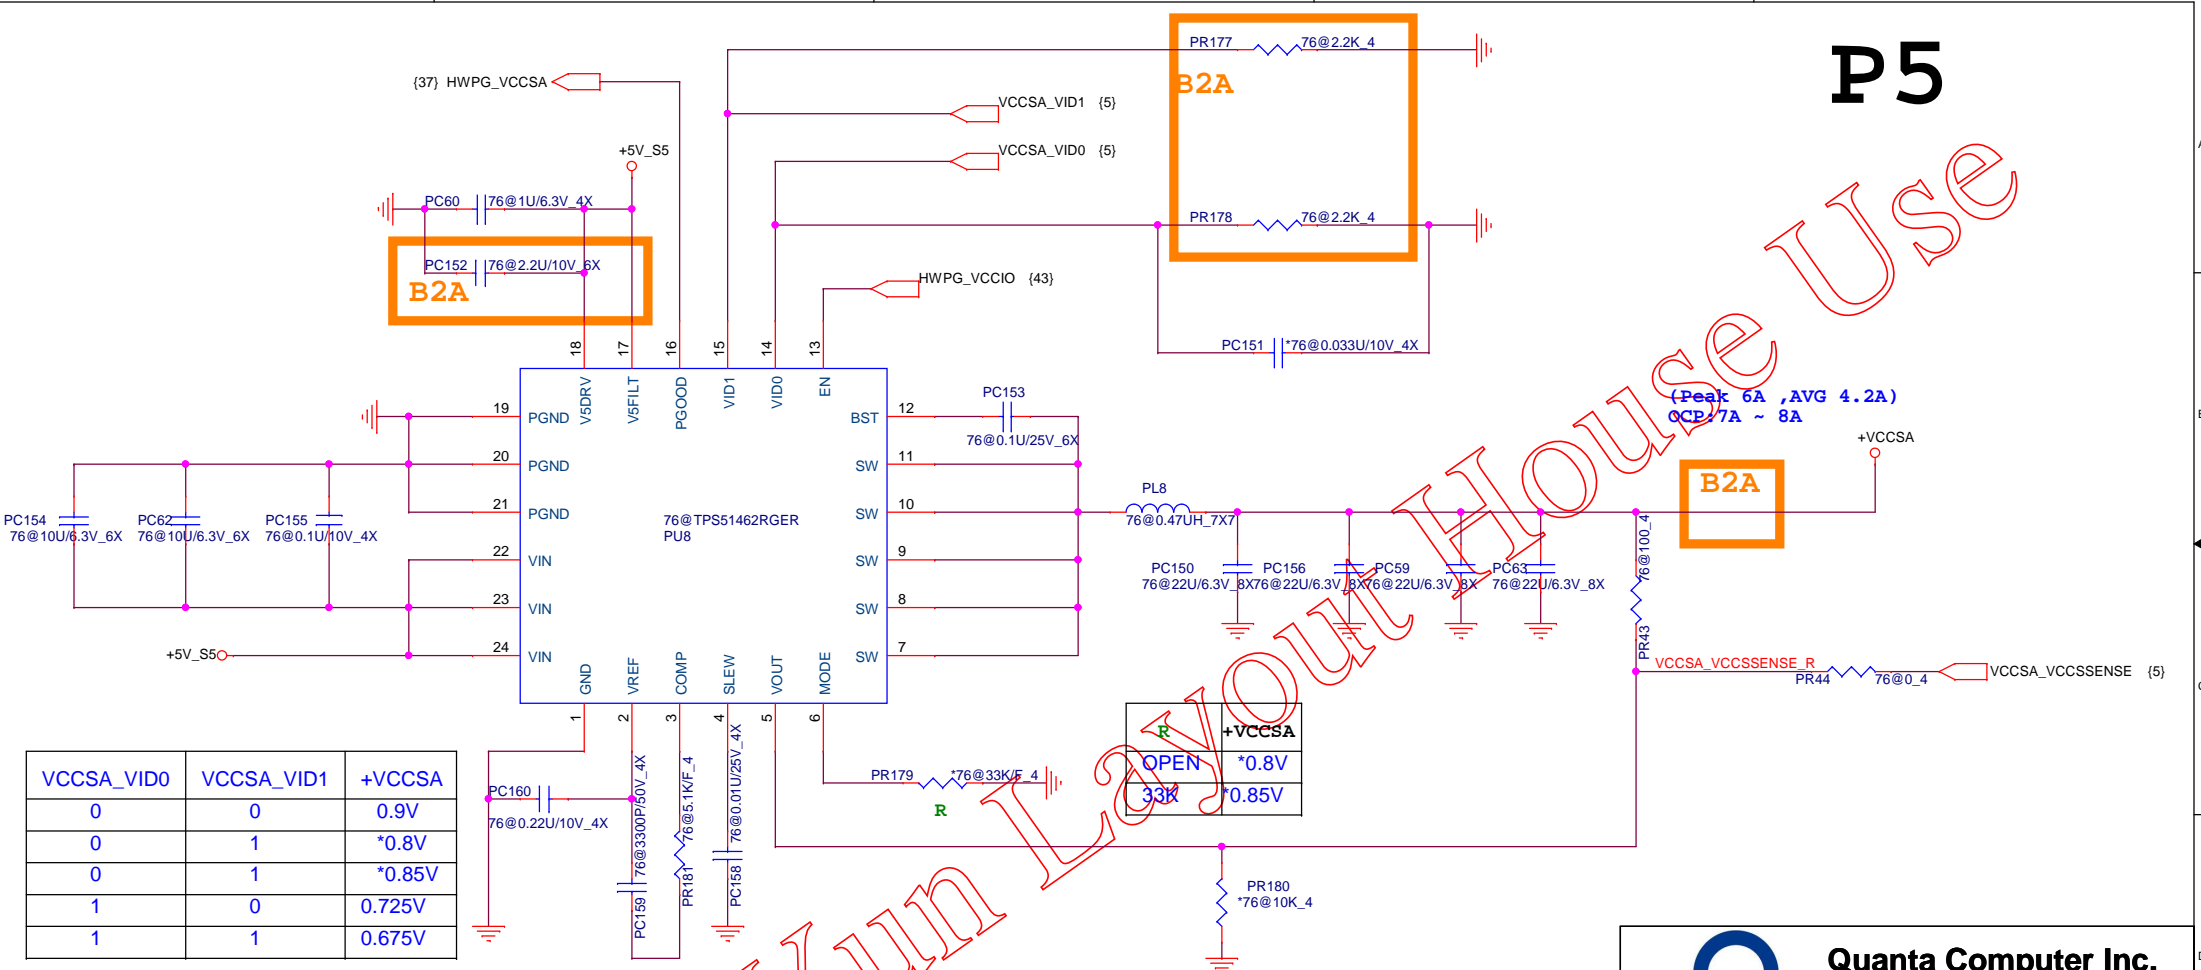 P5
PR177 76@2.2K_4
B2A
{37} HWPG_VCCSA
VCCSA_VID1 {5}
VCCSA_VID0 {5}
+5V_S5
PC60 76@1U/6.3V_4X
PR178 76@2.2K_4
PC152 76@2.2U/10V_6X
B2A
HWPG_VCCIO {43}
PC151 *76@0.033U/10V_4X
18 17 16 15 14 13
V5DRV V5FILT PGOOD VID1 VID0 EN
19 PGND
20 PGND
21 PGND
22 VIN
23 VIN
24 VIN
BST 12
SW 11
SW 10
SW 9
SW 8
SW 7
PC153
76@0.1U/25V_6X
76@TPS51462RGER
PU8
PC154
76@10U/6.3V_6X
PC62
76@10U/6.3V_6X
PC155
76@0.1U/10V_4X
+5V_S5
(Peak 6A ,AVG 4.2A)
OCP:7A ~ 8A
+VCCSA
B2A
PL8
76@0.47UH_7X7
PC150
76@22U/6.3V_8X
PC156
76@22U/6.3V_8X
PC59
76@22U/6.3V_8X
PC63
76@22U/6.3V_8X
76@100_4
PR43
VCCSA_VCCSSENSE_R
PR44 76@0_4
VCCSA_VCCSSENSE {5}
GND VREF COMP SLEW VOUT MODE
1 2 3 4 5 6
PC160
76@0.22U/10V_4X
76@3300P/50V_4X
PC159
76@5.1K/F_4
PR181
76@0.01U/25V_4X
PC158
PR179 *76@33K/F_4
R
R +VCCSA
OPEN *0.8V
33K *0.85V
PR180
*76@10K_4
VCCSA_VID0 VCCSA_VID1 +VCCSA
0 0 0.9V
0 1 *0.8V
0 1 *0.85V
1 0 0.725V
1 1 0.675V
Kun Layout House Use
Quanta Computer Inc.
A
C
D